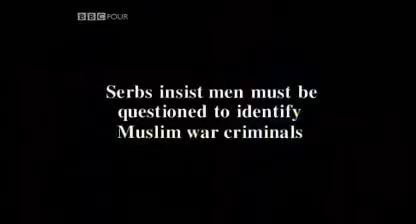 BBC FOUR
Serbs insist men must be
questioned to identify
Muslim war criminals